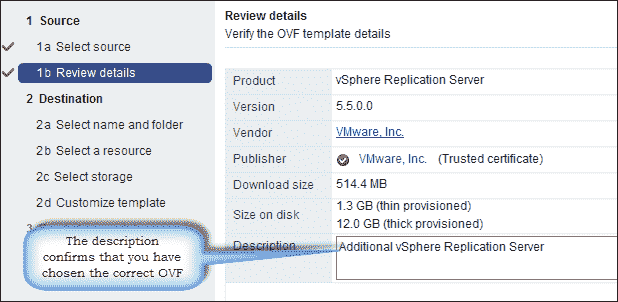 1 Source
1a Select source
1b Review details
2 Destination
2a Select name and folder
2b Select a resource
2c Select storage
2d Customize template
The description
confirms that you have
chosen the correct OVF
Review details
Verify the OVF template details
Product vSphere Replication Server
Version 5.5.0.0
Vendor VMware, Inc.
Publisher VMware, Inc. (Trusted certificate)
Download size 514.4 MB
Size on disk 1.3 GB (thin provisioned)
12.0 GB (thick provisioned)
Description Additional vSphere Replication Server